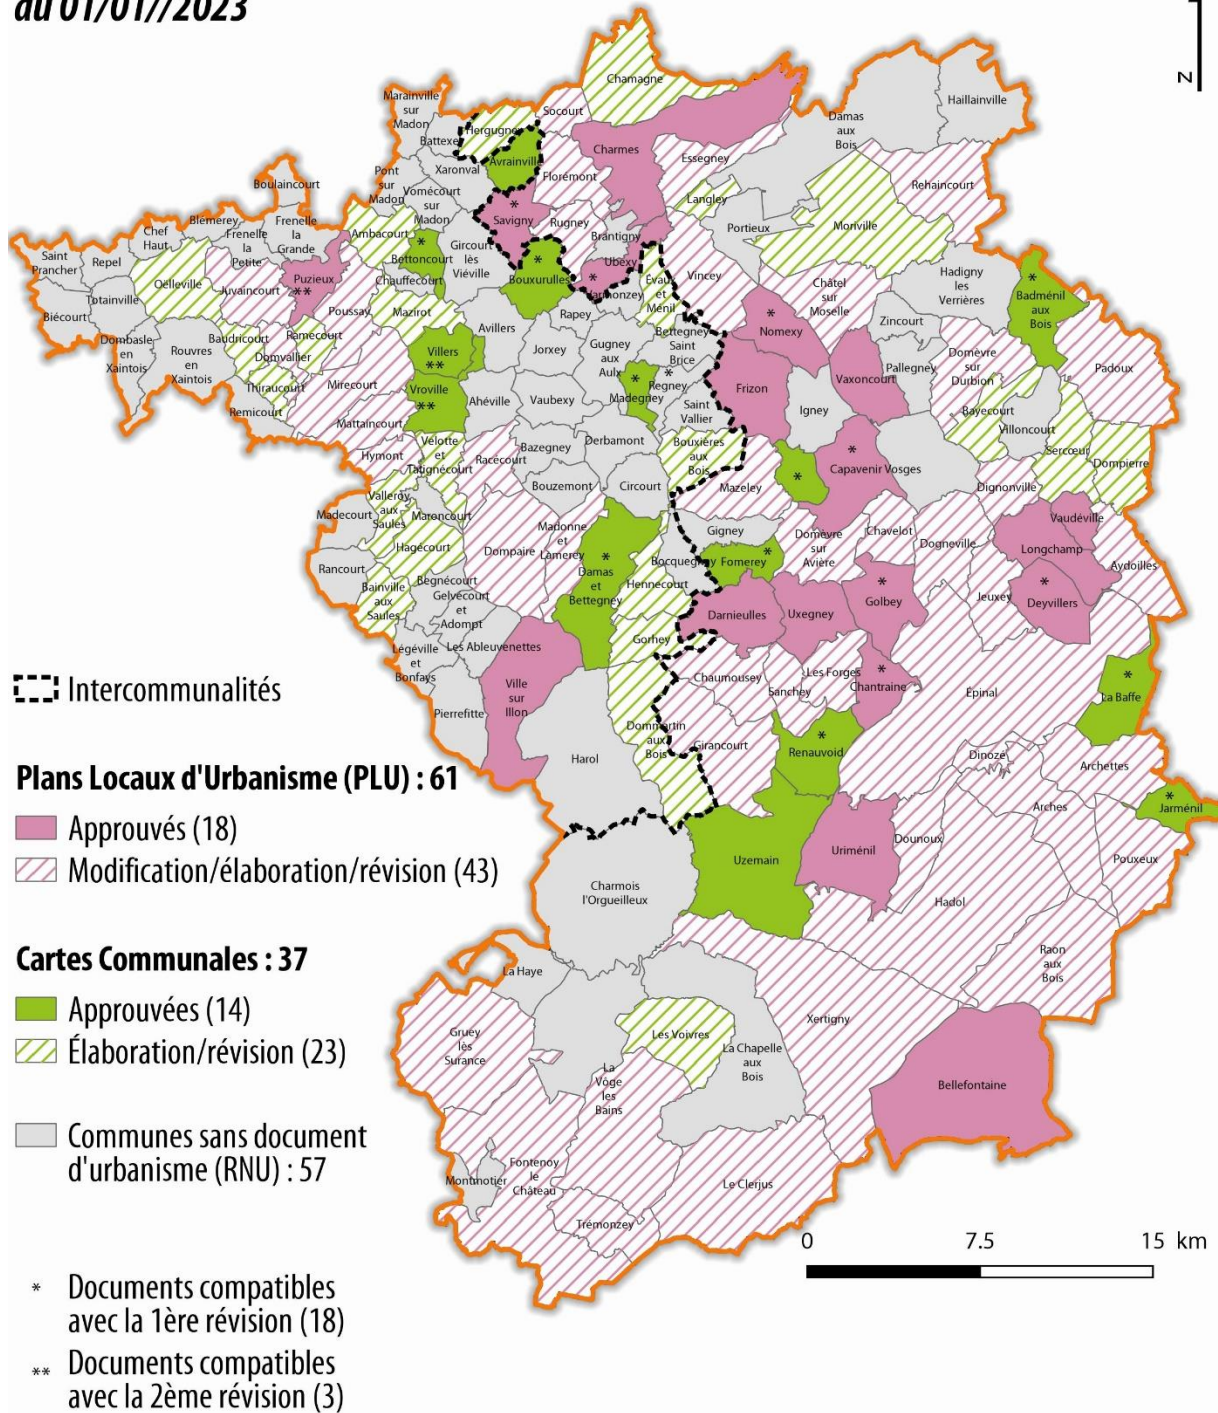 au 01/01//2023
N
Chamagne
Haillainville
Marainville
sur
Madon
Socourt
Damas
aux
Bois
Hergugney
Battexey
Charmes
Essegney
Avrainville
Xaronval
Florémont
Rehaincourt
Pont
sur
Madon
Boulaincourt
Vomécourt
sur
Madon
Langley
Savigny
*
Rugney
Moriville
Portieux
Blémerey
Frenelle
la
Grande
Chef
Haut
Frenelle
la
Petite
Ambacourt
Brantigny
Bettoncourt
*
Gircourt
lès
Viéville
Ubexy
*
Saint
Prancher
Repel
Bouxurulles
*
Vincey
Hadigny
les
Verrières
Oëlleville
Juvaincourt
Puzieux
**
Chauffecourt
Évaux
et
Ménil
Châtel
sur
Moselle
Badménil
aux
Bois
*
Totainville
Varmonzey
Biécourt
Poussay
Mazirot
Rapey
Zincourt
Avillers
Bettegney
Saint
Brice
Nomexy
*
Dombasle
en
Xaintois
Rouvres
en
Xaintois
Baudricourt
Ramecourt
Domvallier
Villers
**
Jorxey
Gugney
aux
Aulx
Domèvre
sur
Durbion
Padoux
Pallegney
Thiraucourt
Mirecourt
Vroville
**
Madegney
*
Regney
*
Frizon
Vaxoncourt
Remicourt
Ahéville
Vaubexy
Saint
Vallier
Igney
Bayecourt
Mattaincourt
Villoncourt
Hymont
Velotte
et
Tatignécourt
Racécourt
Bazegney
Derbamont
Bouxières
aux
Bois
Sercœur
Dompierre
Capavenir Vosges
*
*
Bouzemont
Circourt
Mazeley
Dignonville
Valleroy
aux
Saules
Madecourt
Maroncourt
Vaudéville
Madonne
et
Lamerey
Gigney
Domèvre
sur
Avière
Chavelot
Dogneville
Hagécourt
Dompaire
Longchamp
Rancourt
Damas
et
Bettegney
*
Bocquegney
Fomerey
*
Aydoilles
Bainville
aux
Saules
Bégnécourt
Hennecourt
Gelvécourt
et
Adompt
Golbey
*
Jeuxey
Deyvillers
*
Darnieulles
Uxegney
Légéville
et
Bonfays
Les Ableuvenettes
Gorhey
Les Forges
Chantraine
*
Chaumousey
Sanchey
Épinal
La Baffe
*
Ville
sur
Illon
Pierrefitte
Dommartin
aux
Bois
Girancourt
Renauvoid
*
Harol
Dinozé
Archettes
Arches
Jarménil
*
Uzemain
Uriménil
Dounoux
Pouxeux
Charmois
l'Orgueilleux
Hadol
Raon
aux
Bois
La Haye
Xertigny
Gruey
lès
Surance
Les Voivres
La Chapelle
aux
Bois
La
Vôge
les
Bains
Bellefontaine
Fontenoy
le
Château
Montmotier
Le Clerjus
Trémonzey
0 7.5 15 km
Intercommunalités
Plans Locaux d'Urbanisme (PLU) : 61
Approuvés (18)
Modification/élaboration/révision (43)
Cartes Communales : 37
Approuvées (14)
Élaboration/révision (23)
Communes sans document
d'urbanisme (RNU) : 57
* Documents compatibles
avec la 1ère révision (18)
** Documents compatibles
avec la 2ème révision (3)